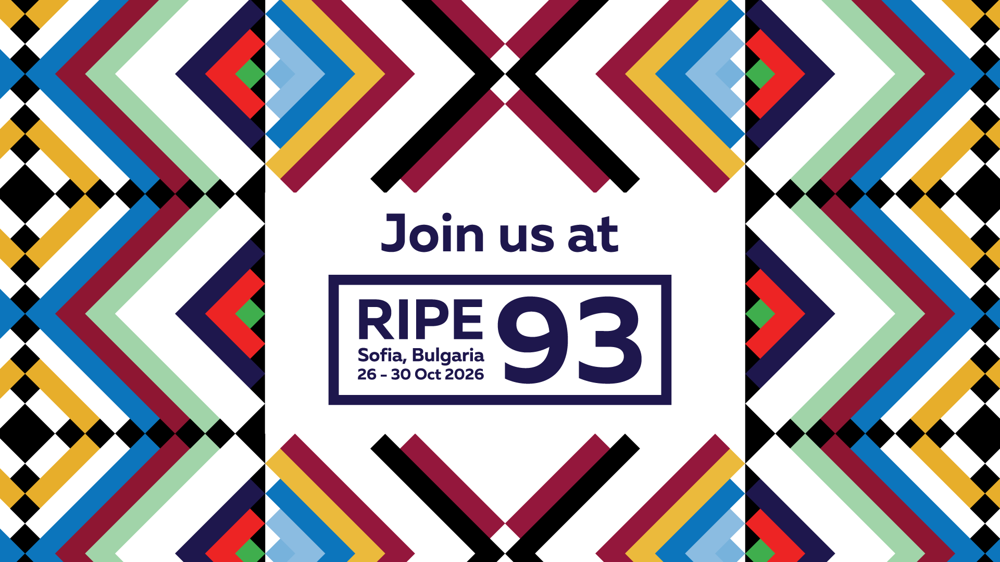 Join us at
RIPE 93
Sofia, Bulgaria
26 - 30 Oct 2026